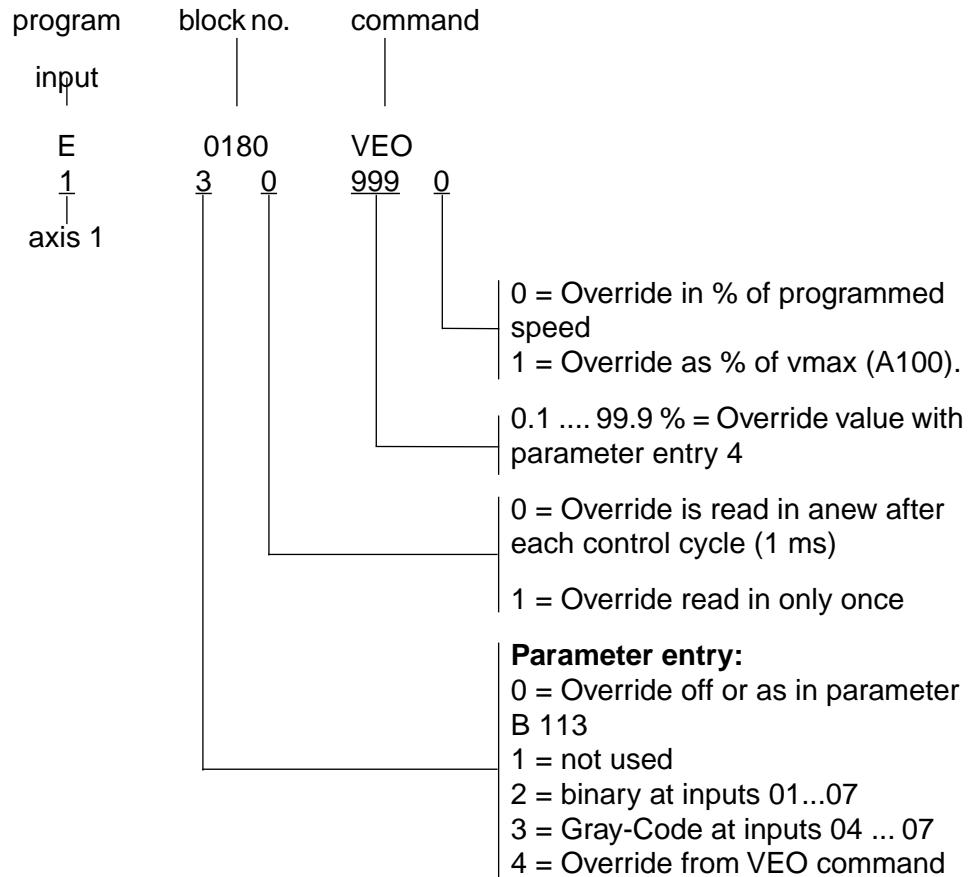 program block no. command
input
E 0180 VEO
1 3 0 999 0
axis 1
0 = Override in % of programmed
speed
1 = Override as % of vmax (A100).
0.1 .... 99.9 % = Override value with
parameter entry 4
0 = Override is read in anew after
each control cycle (1 ms)
1 = Override read in only once
Parameter entry:
0 = Override off or as in parameter
B 113
1 = not used
2 = binary at inputs 01...07
3 = Gray-Code at inputs 04 ... 07
4 = Override from VEO command